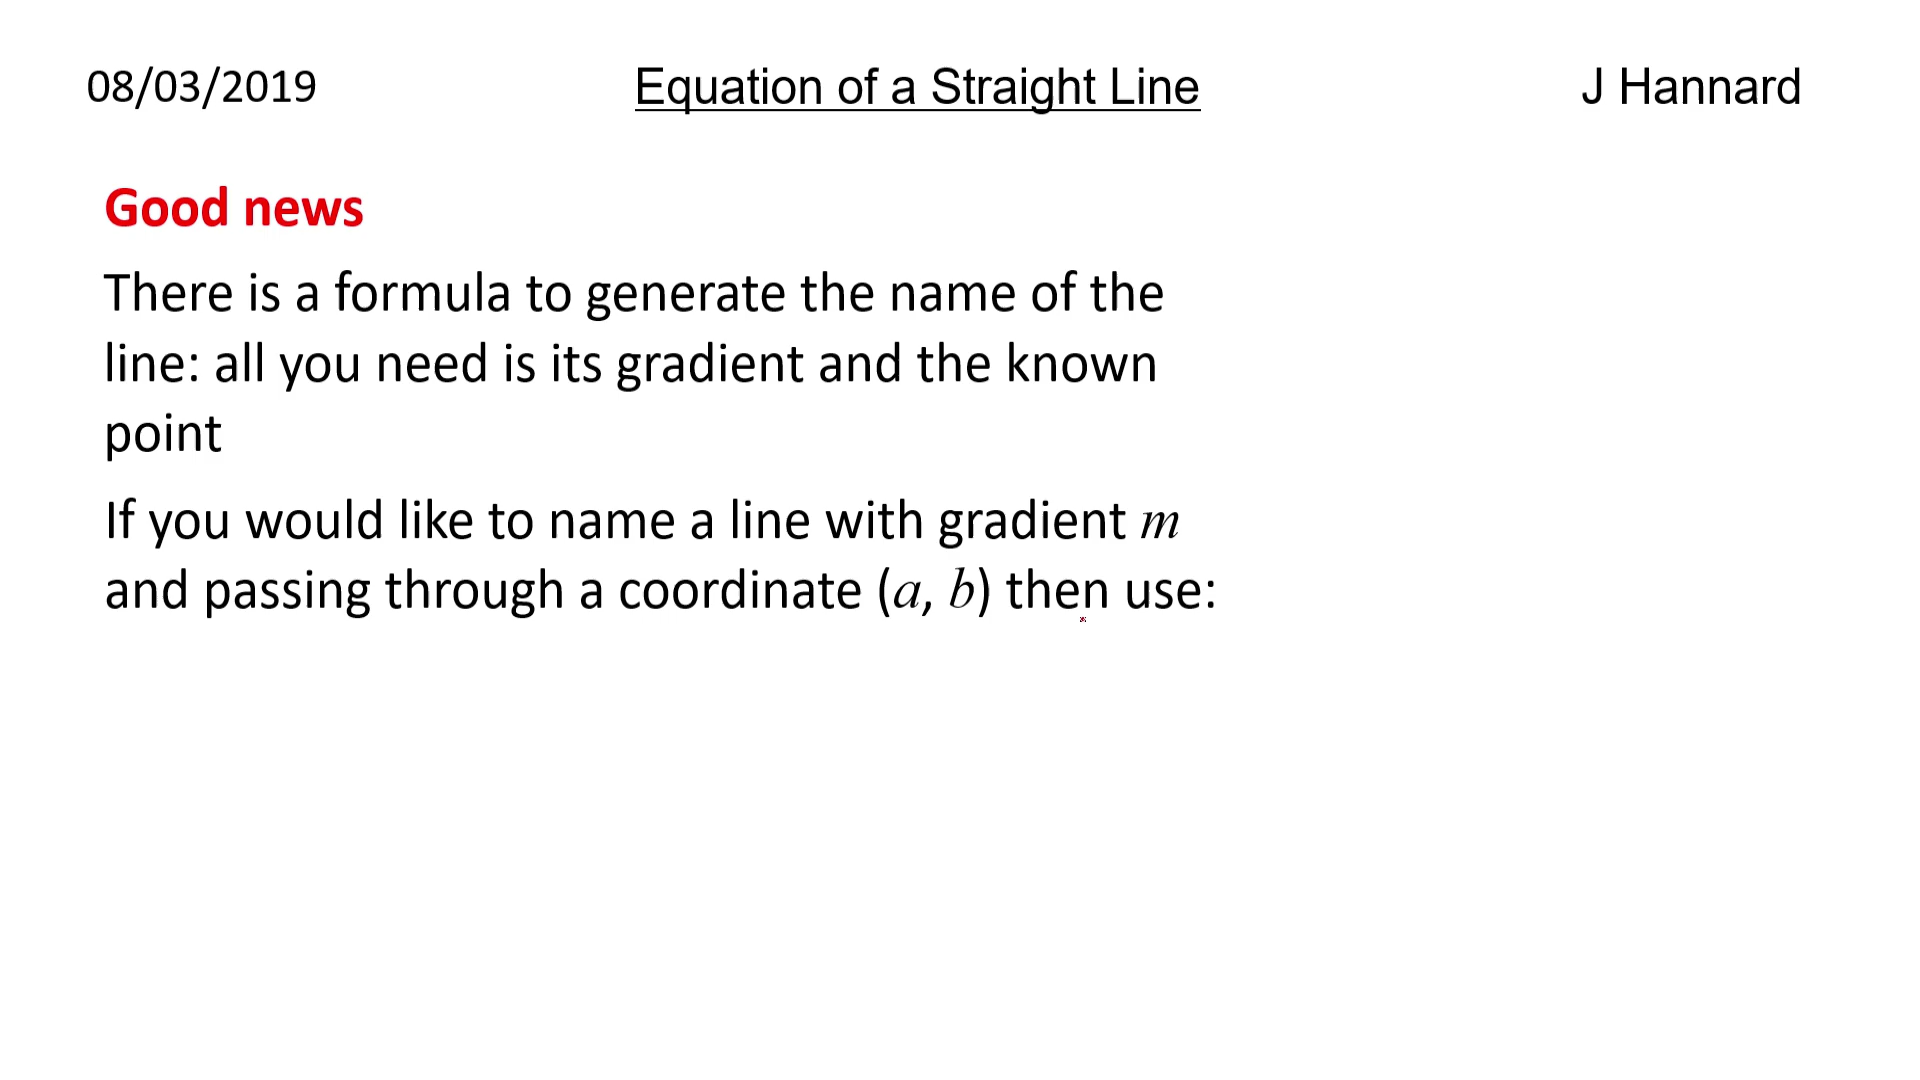 08/03/2019 Equation of a Straight Line J Hannard
Good news
There is a formula to generate the name of the
line: all you need is its gradient and the known
point
If you would like to name a line with gradient m
and passing through a coordinate (a, b) then use: